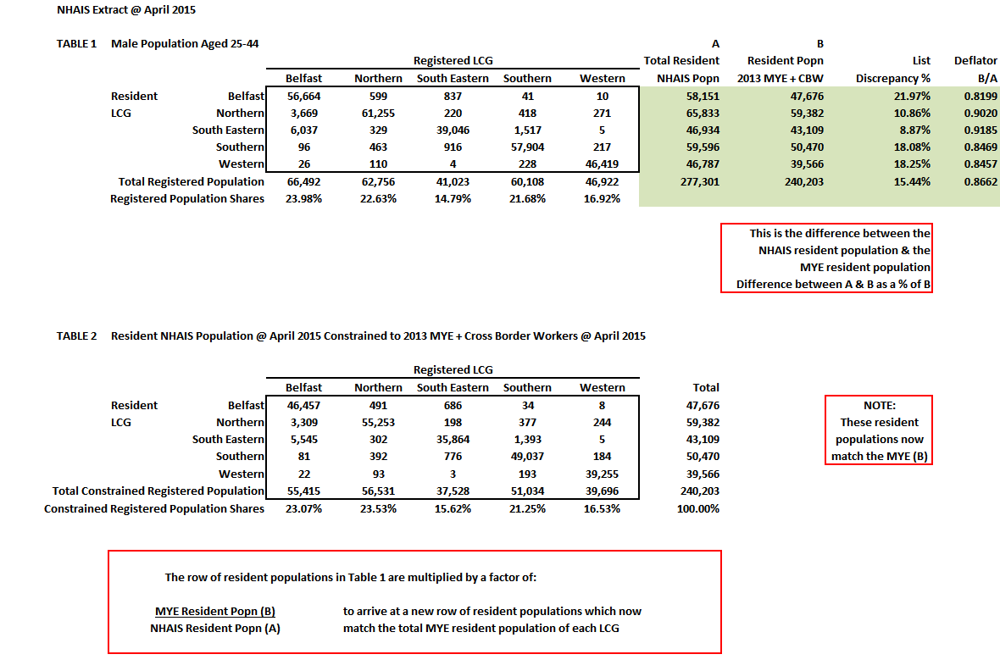 NHAIS Extract @ April 2015
TABLE 1 Male Population Aged 25-44 A B
Registered LCG Total Resident Resident Popn List Deflator
Belfast Northern South Eastern Southern Western NHAIS Popn 2013 MYE + CBW Discrepancy % B/A
Resident Belfast 56,664 599 837 41 10 58,151 47,676 21.97% 0.8199
LCG Northern 3,669 61,255 220 418 271 65,833 59,382 10.86% 0.9020
South Eastern 6,037 329 39,046 1,517 5 46,934 43,109 8.87% 0.9185
Southern 96 463 916 57,904 217 59,596 50,470 18.08% 0.8469
Western 26 110 4 228 46,419 46,787 39,566 18.25% 0.8457
Total Registered Population 66,492 62,756 41,023 60,108 46,922 277,301 240,203 15.44% 0.8662
Registered Population Shares 23.98% 22.63% 14.79% 21.68% 16.92%
This is the difference between the
NHAIS resident population & the
MYE resident population
Difference between A & B as a % of B
TABLE 2 Resident NHAIS Population @ April 2015 Constrained to 2013 MYE + Cross Border Workers @ April 2015
Registered LCG
Belfast Northern South Eastern Southern Western Total
Resident Belfast 46,457 491 686 34 8 47,676
LCG Northern 3,309 55,253 198 377 244 59,382
South Eastern 5,545 302 35,864 1,393 5 43,109
Southern 81 392 776 49,037 184 50,470
Western 22 93 3 193 39,255 39,566
Total Constrained Registered Population 55,415 56,531 37,528 51,034 39,696 240,203
Constrained Registered Population Shares 23.07% 23.53% 15.62% 21.25% 16.53% 100.00%
NOTE:
These resident
populations now
match the MYE (B)
The row of resident populations in Table 1 are multiplied by a factor of:
MYE Resident Popn (B) to arrive at a new row of resident populations which now
NHAIS Resident Popn (A) match the total MYE resident population of each LCG